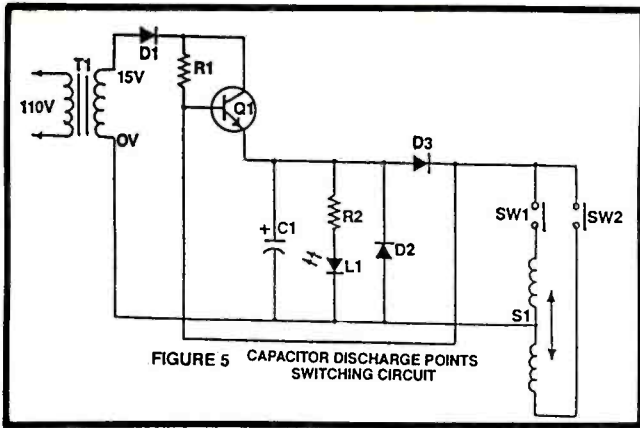 T1
110V
15V
0V
D1
R1
Q1
D3
C1
+
R2
L1
D2
SW1
SW2
S1
FIGURE 5 CAPACITOR DISCHARGE POINTS
SWITCHING CIRCUIT